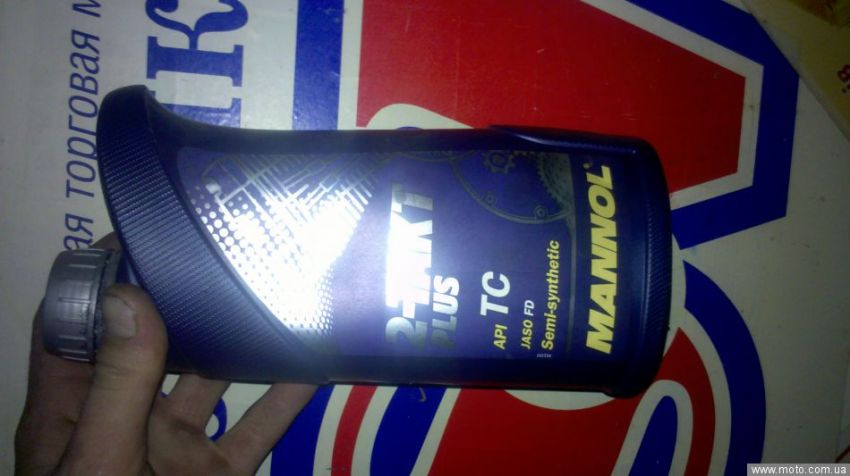 MANNOL
Semi-synthetic
JASO FD
API TC
2-TAKT
PLUS
торговая
www.moto.com.ua